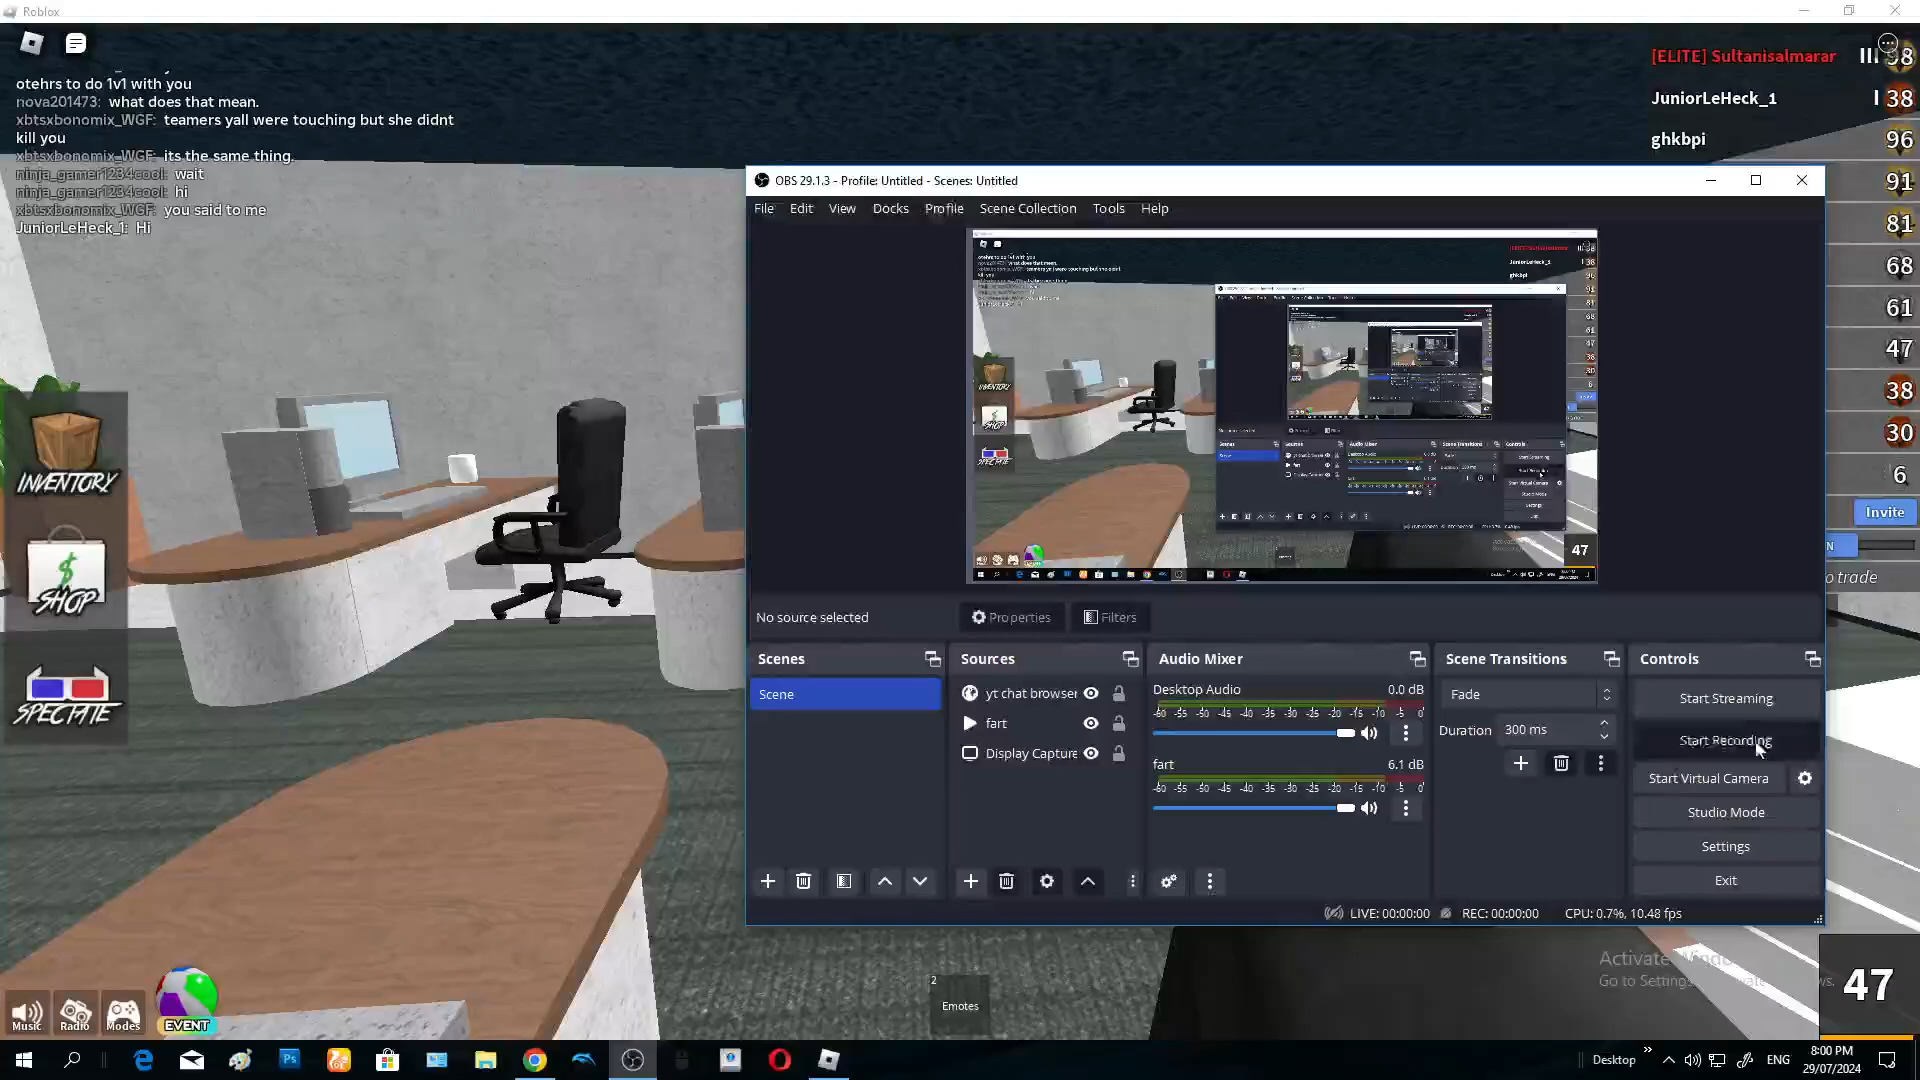 Roblox
otehrs to do 1v1 with you
nova201473: what does that mean.
xbtsxbonomix_WGF: teamers yall were touching but she didnt
kill you
xbtsxbonomix_WGF: its the same thing.
ninja_gamer1234cool: wait
ninja_gamer1234cool: hi
xbtsxbonomix_WGF: you said to me
JuniorLeHeck_1: Hi
[ELITE] Sultanisalmarar III 98
JuniorLeHeck_1 I 38
ghkbpi 96
91
81
68
61
47
38
30
6
Invite
N
o trade
INVENTORY
SHOP
SPECTATE
OBS 29.1.3 - Profile: Untitled - Scenes: Untitled
File Edit View Docks Profile Scene Collection Tools Help
47
No source selected Properties Filters
Scenes Sources Audio Mixer Scene Transitions Controls
Scene
yt chat browser
fart
Display Capture
Desktop Audio 0.0 dB
-60 -55 -50 -45 -40 -35 -30 -25 -20 -15 -10 -5 0
fart 6.1 dB
-60 -55 -50 -45 -40 -35 -30 -25 -20 -15 -10 -5 0
Fade
Duration 300 ms
Start Streaming
Start Recording
Start Virtual Camera
Studio Mode
Settings
Exit
LIVE: 00:00:00 REC: 00:00:00 CPU: 0.7%, 10.48 fps
Go to Settings
47
2
Emotes
Music Radio Modes EVENT
Ps
Desktop ENG 8:00 PM
29/07/2024